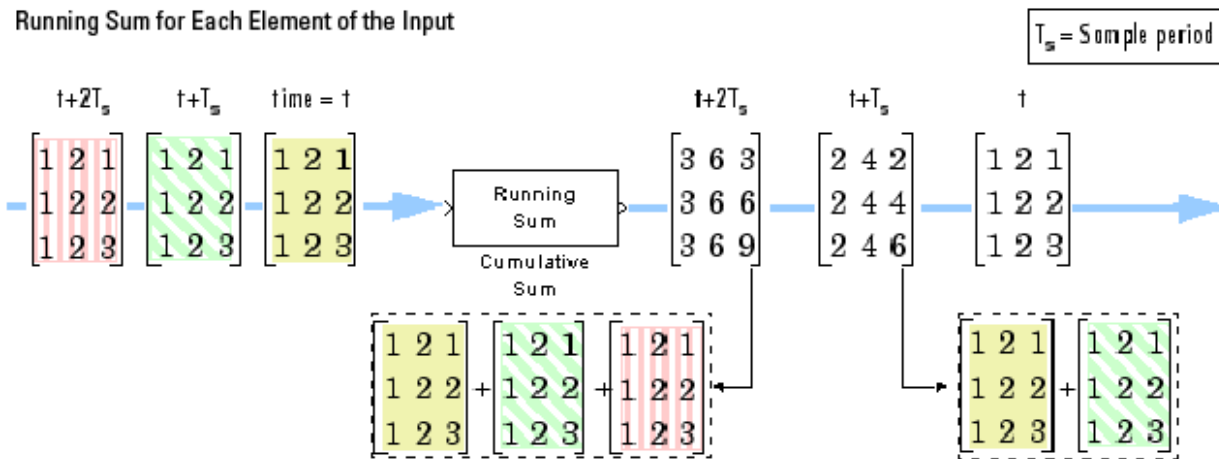 Running Sum for Each Element of the Input
Tₛ = Sample period
t+2Tₛ t+Tₛ time = t t+2Tₛ t+Tₛ t
1 2 1 1 2 1 1 2 1 3 6 3 2 4 2 1 2 1
1 2 2 1 2 2 1 2 2 Running Sum 3 6 6 2 4 4 1 2 2
1 2 3 1 2 3 1 2 3 3 6 9 2 4 6 1 2 3
Cumulative
Sum
1 2 1 1 2 1 1 2 1 1 2 1 1 2 1
1 2 2 + 1 2 2 + 1 2 2 1 2 2 + 1 2 2
1 2 3 1 2 3 1 2 3 1 2 3 1 2 3